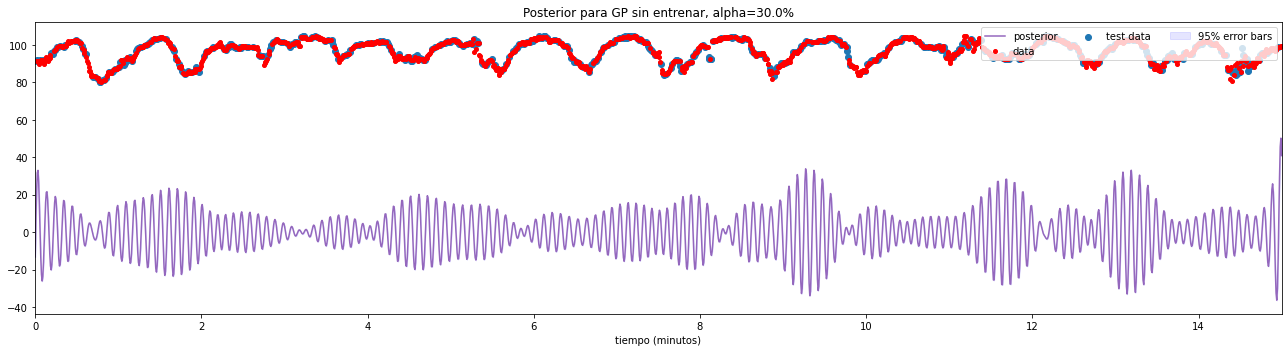 Posterior para GP sin entrenar, alpha=30.0%
posterior
data
test data
95% error bars
100
80
60
40
20
0
−20
−40
0
2
4
6
8
10
12
14
tiempo (minutos)